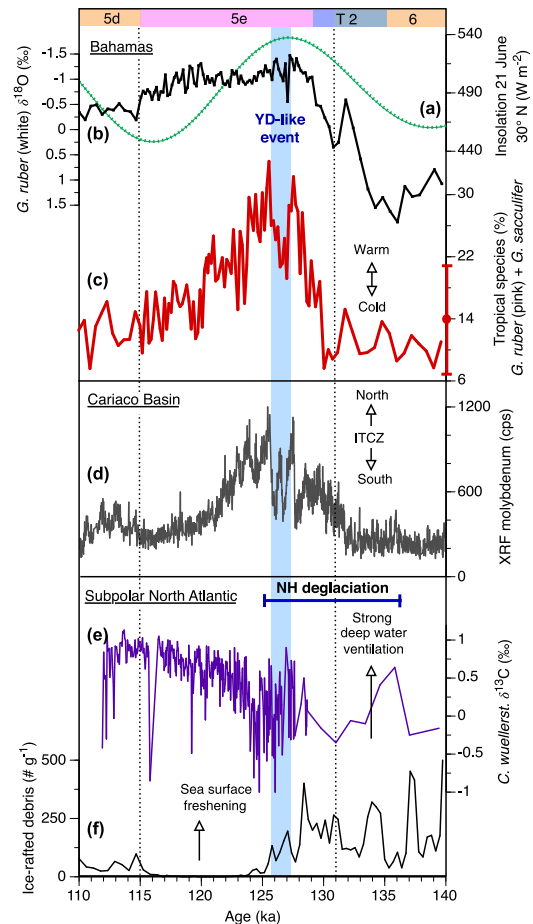 5d 5e T 2 6
Bahamas
-1.5
-1.0
-0.5
0
0.5
1
1.5
G. ruber (white) δ18O (‰)
(a)
(b)
YD-like
event
540
490
440
Insolation 21 June
30° N (W m-2)
(c)
Warm
Cold
30
22
14
6
Tropical species (%)
G. ruber (pink) + G. sacculifer
Cariaco Basin
(d)
North
ITCZ
South
1200
600
0
XRF molybdenum (cps)
Subpolar North Atlantic
NH deglaciation
(e)
Strong
deep water
ventilation
1
0.5
0
-0.5
-1
C. wuellerst. δ13C (‰)
500
250
0
Ice-rafted debris (# g-1)
Sea surface
freshening
(f)
110 115 120 125 130 135 140
Age (ka)